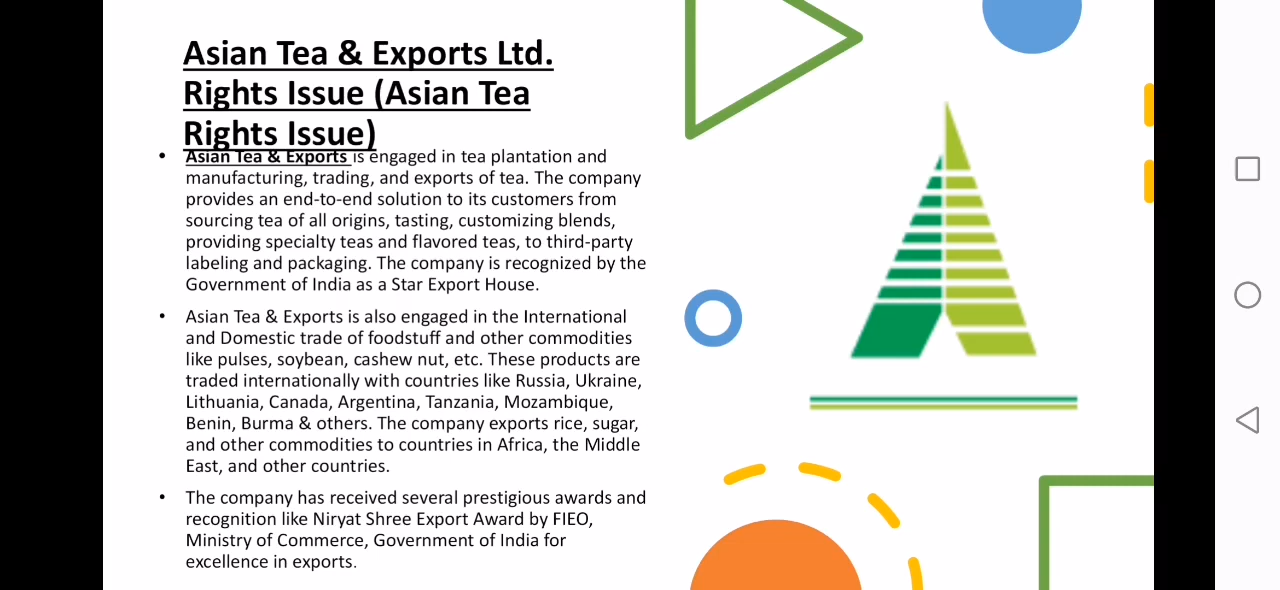 Asian Tea & Exports Ltd.
Rights Issue (Asian Tea
Rights Issue)
• Asian Tea & Exports is engaged in tea plantation and
manufacturing, trading, and exports of tea. The company
provides an end-to-end solution to its customers from
sourcing tea of all origins, tasting, customizing blends,
providing specialty teas and flavored teas, to third-party
labeling and packaging. The company is recognized by the
Government of India as a Star Export House.
• Asian Tea & Exports is also engaged in the International
and Domestic trade of foodstuff and other commodities
like pulses, soybean, cashew nut, etc. These products are
traded internationally with countries like Russia, Ukraine,
Lithuania, Canada, Argentina, Tanzania, Mozambique,
Benin, Burma & others. The company exports rice, sugar,
and other commodities to countries in Africa, the Middle
East, and other countries.
• The company has received several prestigious awards and
recognition like Niryat Shree Export Award by FIEO,
Ministry of Commerce, Government of India for
excellence in exports.